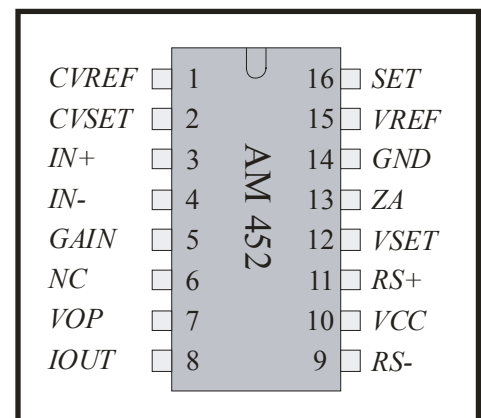 CVREF 1 16 SET
CVSET 2 15 VREF
IN+ 3 14 GND
IN- 4 13 ZA
GAIN 5 12 VSET
NC 6 11 RS+
VOP 7 10 VCC
IOUT 8 9 RS-
AM 452